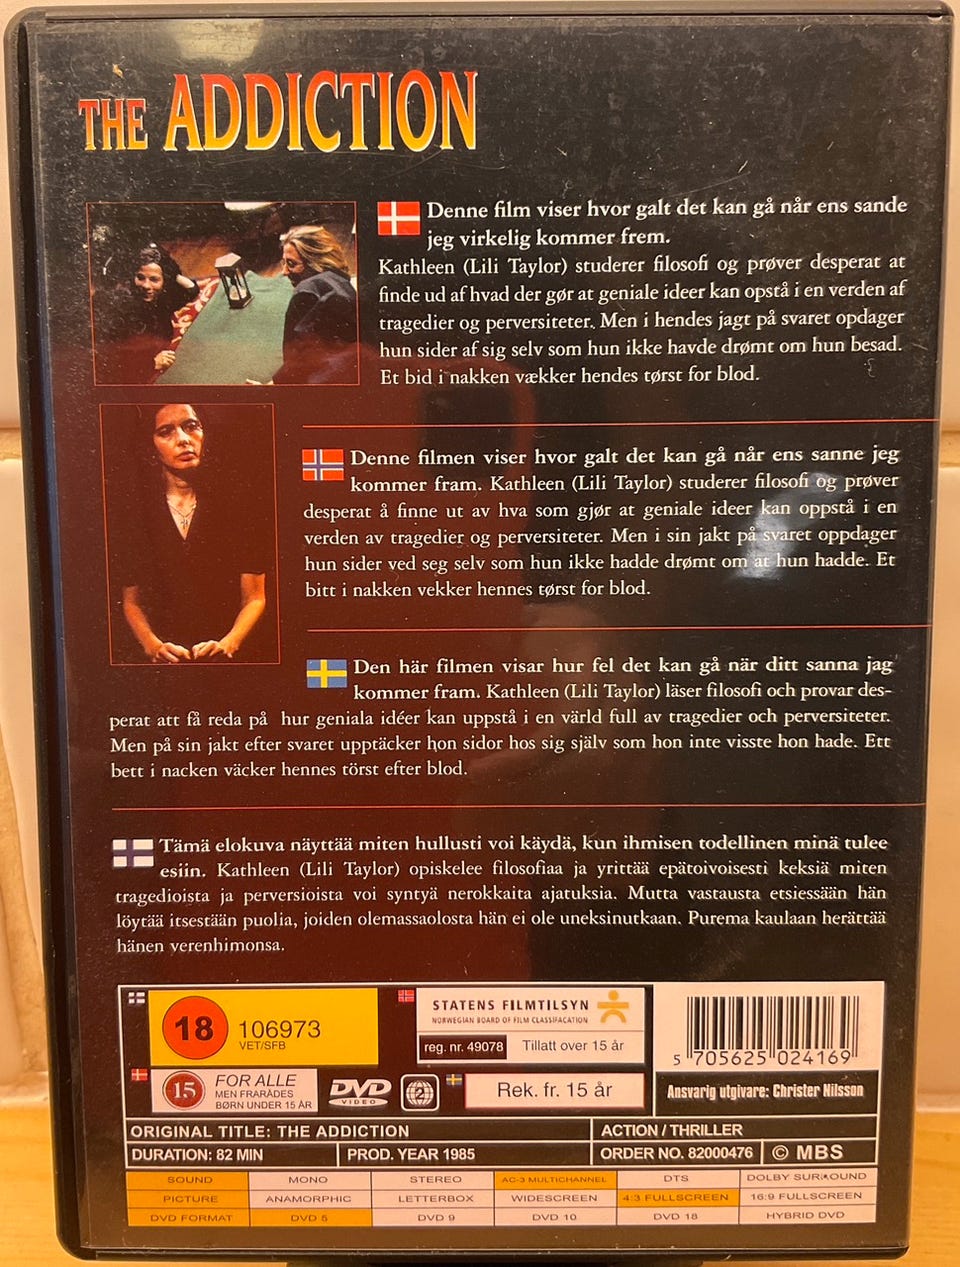 THE ADDICTION
Denne film viser hvor galt det kan gå når ens sande
jeg virkelig kommer frem.
Kathleen (Lili Taylor) studerer filosofi og prøver desperat at
finde ud af hvad der gør at geniale ideer kan opstå i en verden af
tragedier og perversiteter. Men i hendes jagt på svaret opdager
hun sider af sig selv som hun ikke havde drømt om hun besad.
Et bid i nakken vækker hendes tørst for blod.
Denne filmen viser hvor galt det kan gå når ens sanne jeg
kommer fram. Kathleen (Lili Taylor) studerer filosofi og prøver
desperat å finne ut av hva som gjør at geniale ideer kan oppstå i en
verden av tragedier og perversiteter. Men i sin jakt på svaret oppdager
hun sider ved seg selv som hun ikke hadde drømt om at hun hadde. Et
bitt i nakken vekker hennes tørst for blod.
Den här filmen visar hur fel det kan gå när ditt sanna jag
kommer fram. Kathleen (Lili Taylor) läser filosofi och provar des-
perat att få reda på hur geniala idéer kan uppstå i en värld full av tragedier och perversiteter.
Men på sin jakt efter svaret upptäcker hon sidor hos sig själv som hon inte visste hon hade. Ett
bett i nacken väcker hennes törst efter blod.
Tämä elokuva näyttää miten hullusti voi käydä, kun ihmisen todellinen minä tulee
esiin. Kathleen (Lili Taylor) opiskelee filosofiaa ja yrittää epätoivoisesti keksiä miten
tragedioista ja perversioista voi syntyä nerokkaita ajatuksia. Mutta vastausta etsiessään hän
löytää itsestään puolia, joiden olemassaolosta hän ei ole uneksinutkaan. Purema kaulaan herättää
hänen verenhimonsa.
18 106973
VET/SFB
STATENS FILMTILSYN
NORWEGIAN BOARD OF FILM CLASSIFACATION
reg. nr. 49078 Tillatt over 15 år
5 705625 024169
15 FOR ALLE
MEN FRARÅDES
BØRN UNDER 15 ÅR
DVD
VIDEO
2
Rek. fr. 15 år
Ansvarig utgivare: Christer Nilsson
ORIGINAL TITLE: THE ADDICTION ACTION / THRILLER
DURATION: 82 MIN PROD. YEAR 1985 ORDER NO. 82000476 © MBS
SOUND MONO STEREO AC-3 MULTICHANNEL DTS DOLBY SURROUND
PICTURE ANAMORPHIC LETTERBOX WIDESCREEN 4:3 FULLSCREEN 16:9 FULLSCREEN
DVD FORMAT DVD 5 DVD 9 DVD 10 DVD 18 HYBRID DVD